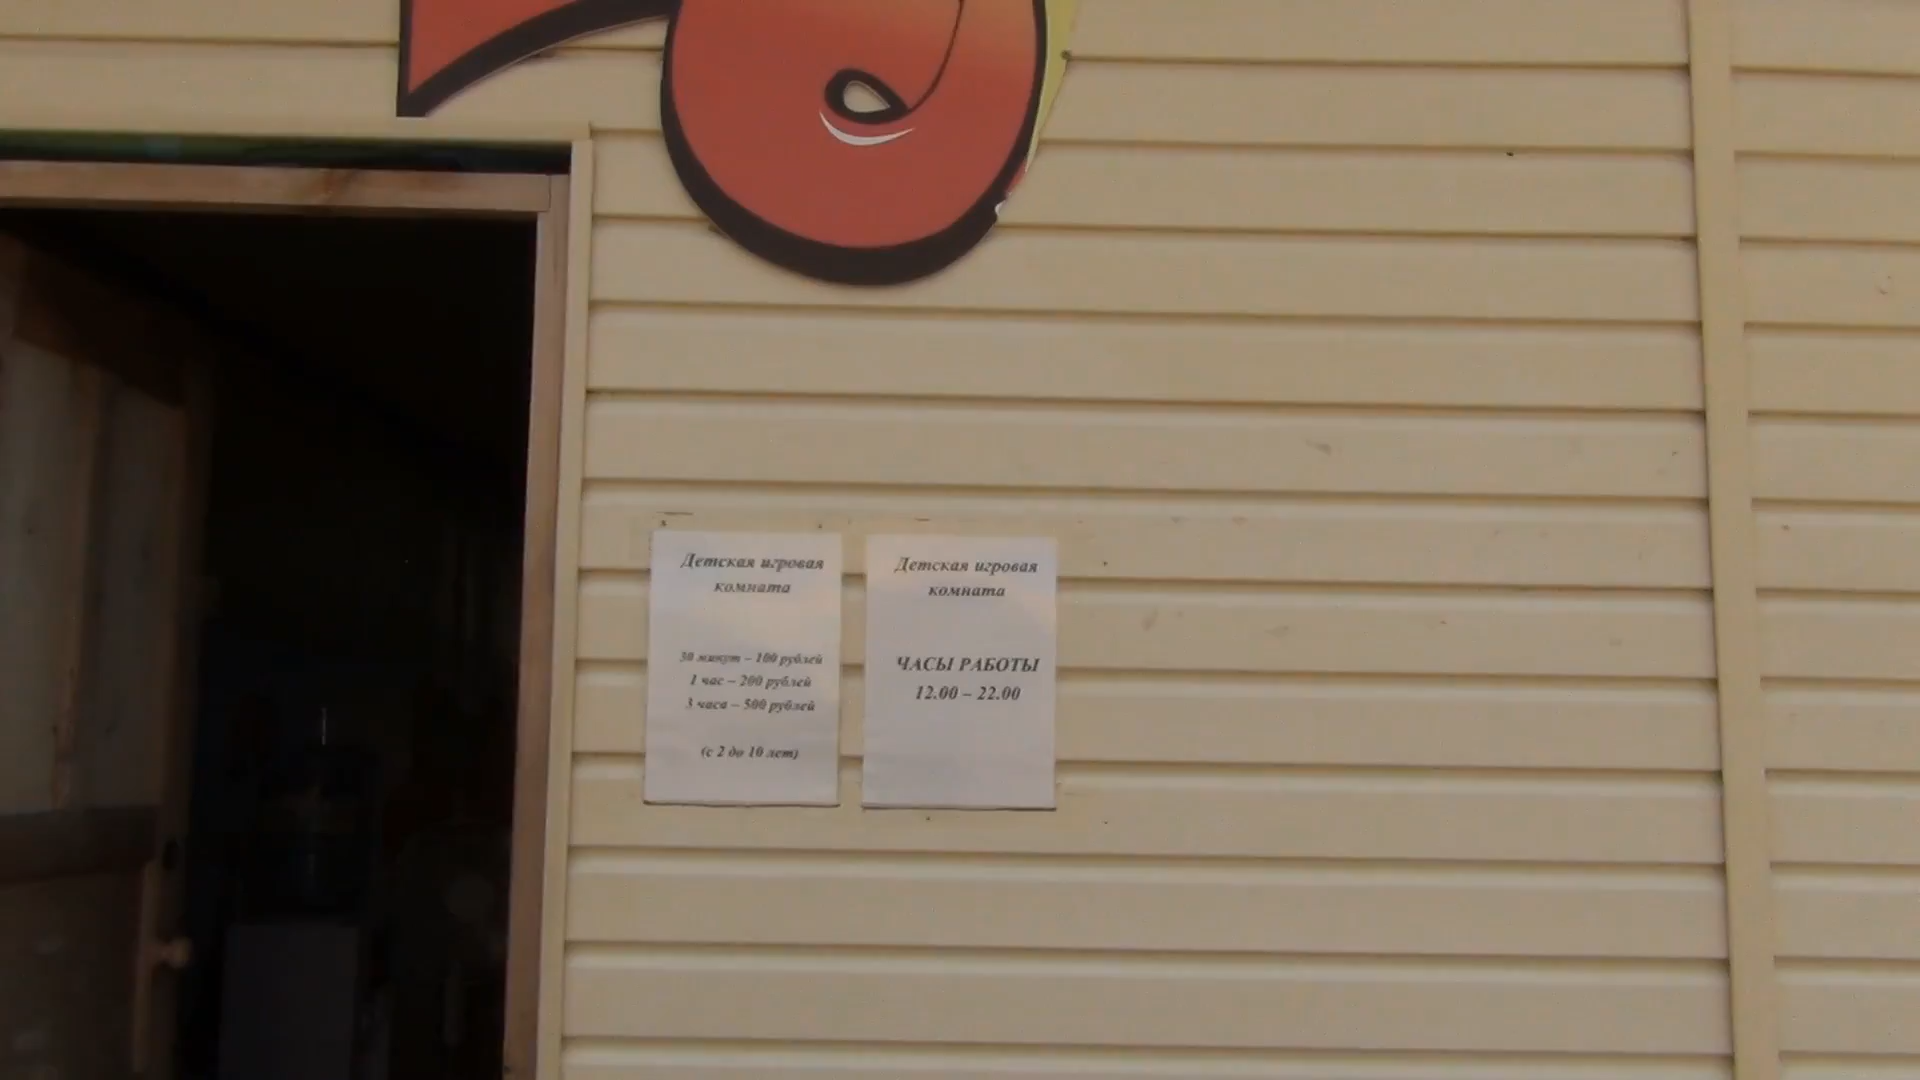 Детская игровая
комната
30 минут – 100 рублей
1 час – 200 рублей
3 часа – 500 рублей
(с 2 до 10 лет)
Детская игровая
комната
ЧАСЫ РАБОТЫ
12.00 – 22.00